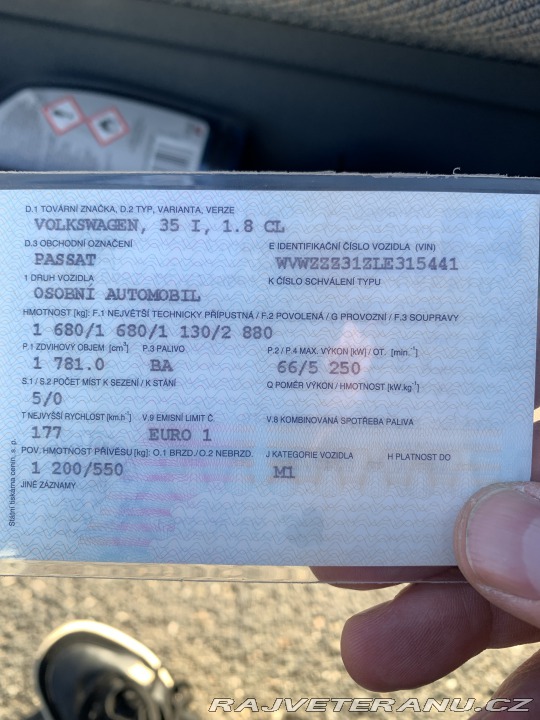 D.1 TOVÁRNÍ ZNAČKA, D.2 TYP, VARIANTA, VERZE
VOLKSWAGEN, 35 I, 1.8 CL
D.3 OBCHODNÍ OZNAČENÍ E IDENTIFIKAČNÍ ČÍSLO VOZIDLA (VIN)
PASSAT WVWZZZ31ZLE315441
1 DRUH VOZIDLA K ČÍSLO SCHVÁLENÍ TYPU
OSOBNÍ AUTOMOBIL
HMOTNOST [kg]: F.1 NEJVĚTŠÍ TECHNICKY PŘÍPUSTNÁ / F.2 POVOLENÁ / G PROVOZNÍ / F.3 SOUPRAVY
1 680/1 680/1 130/2 880
P.1 ZDVIHOVÝ OBJEM [cm³] P.3 PALIVO P.2 / P.4 MAX. VÝKON [kW] / OT. [min.⁻¹]
1 781.0 BA 66/5 250
S.1 / S.2 POČET MÍST K SEZENÍ / K STÁNÍ Q POMĚR VÝKON / HMOTNOST [kW.kg⁻¹]
5/0
T NEJVYŠŠÍ RYCHLOST [km.h⁻¹] V.9 EMISNÍ LIMIT Č. V.8 KOMBINOVANÁ SPOTŘEBA PALIVA
177 EURO 1
POV. HMOTNOST PŘÍVĚSU [kg]: O.1 BRZD./O.2 NEBRZD. J KATEGORIE VOZIDLA H PLATNOST DO
1 200/550 M1
JINÉ ZÁZNAMY
Státní tiskárna cenin, s. p.
RAJVETERANU.CZ